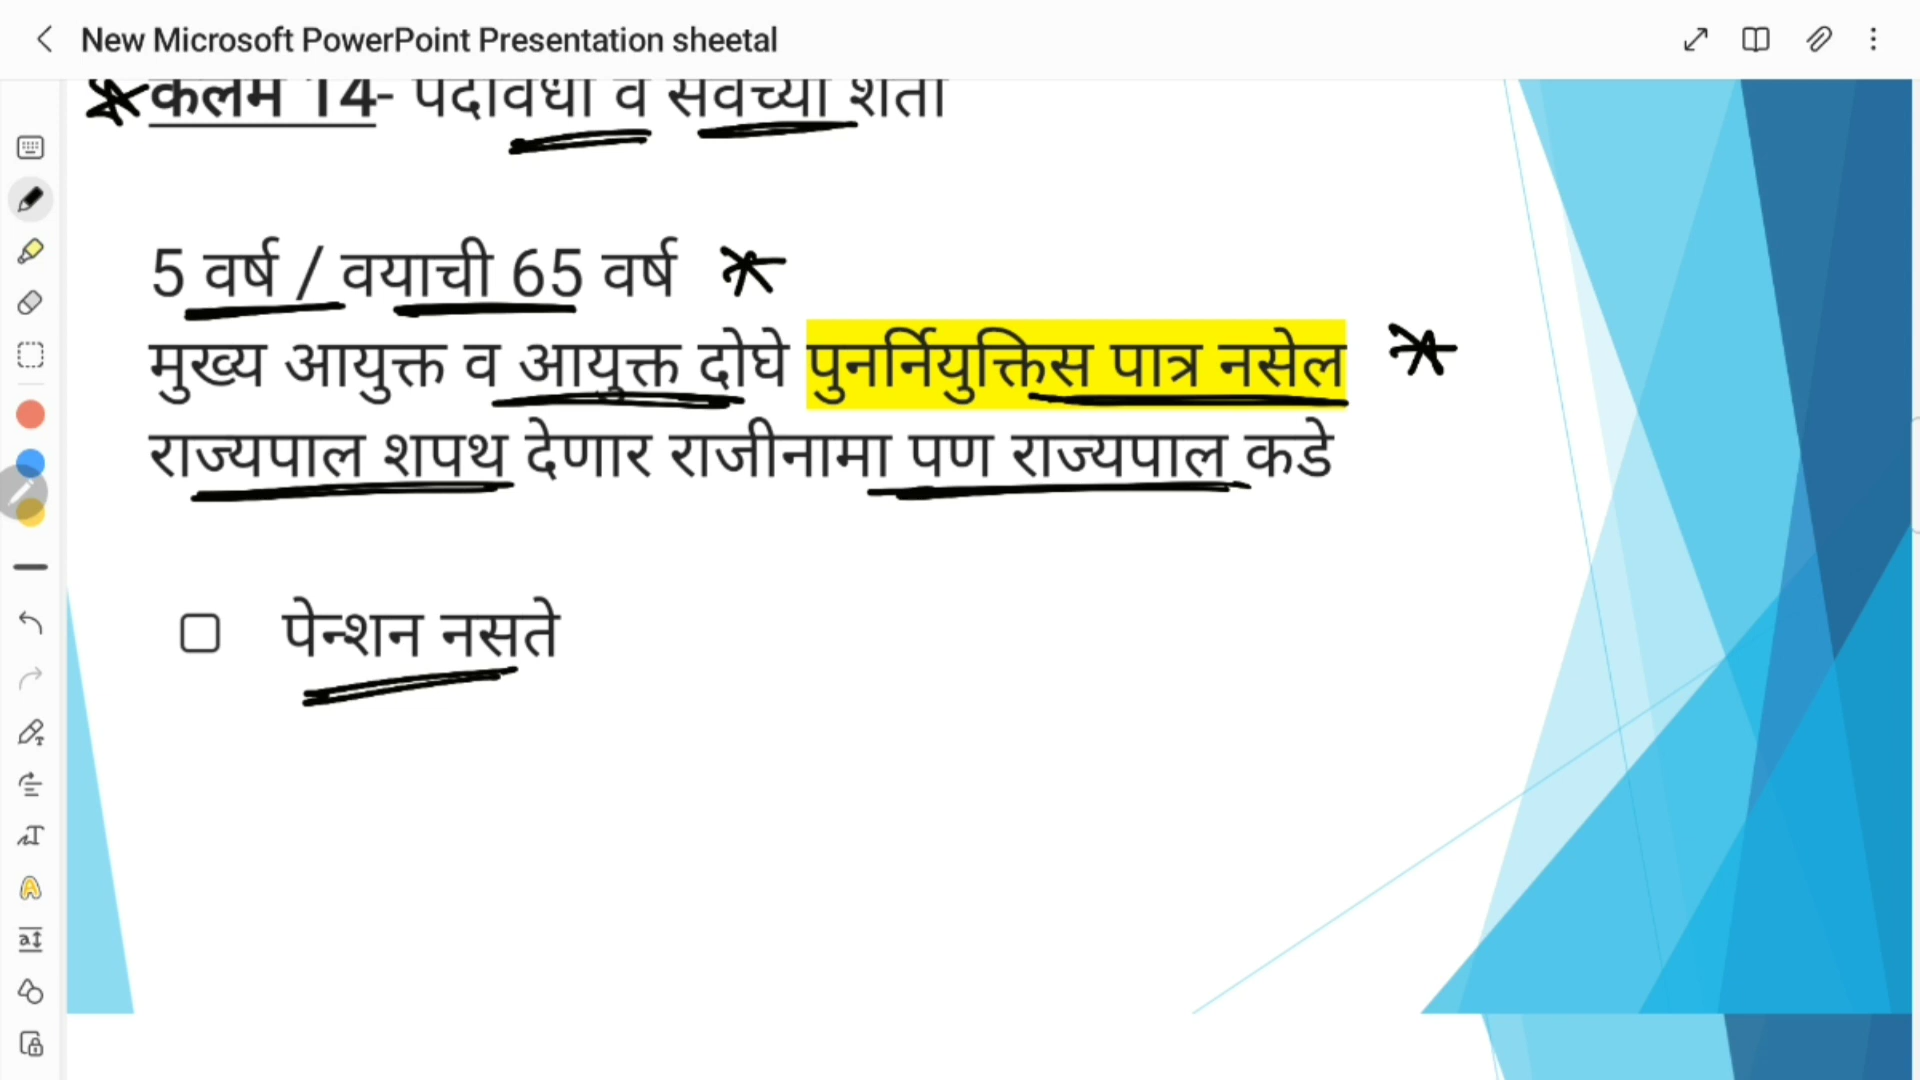 New Microsoft PowerPoint Presentation sheetal
कलम 14- पदावधी व सेवेच्या शर्ती
5 वर्ष / वयाची 65 वर्ष
मुख्य आयुक्त व आयुक्त दोघे पुनर्नियुक्तिस पात्र नसेल
राज्यपाल शपथ देणार राजीनामा पण राज्यपाल कडे
पेन्शन नसते